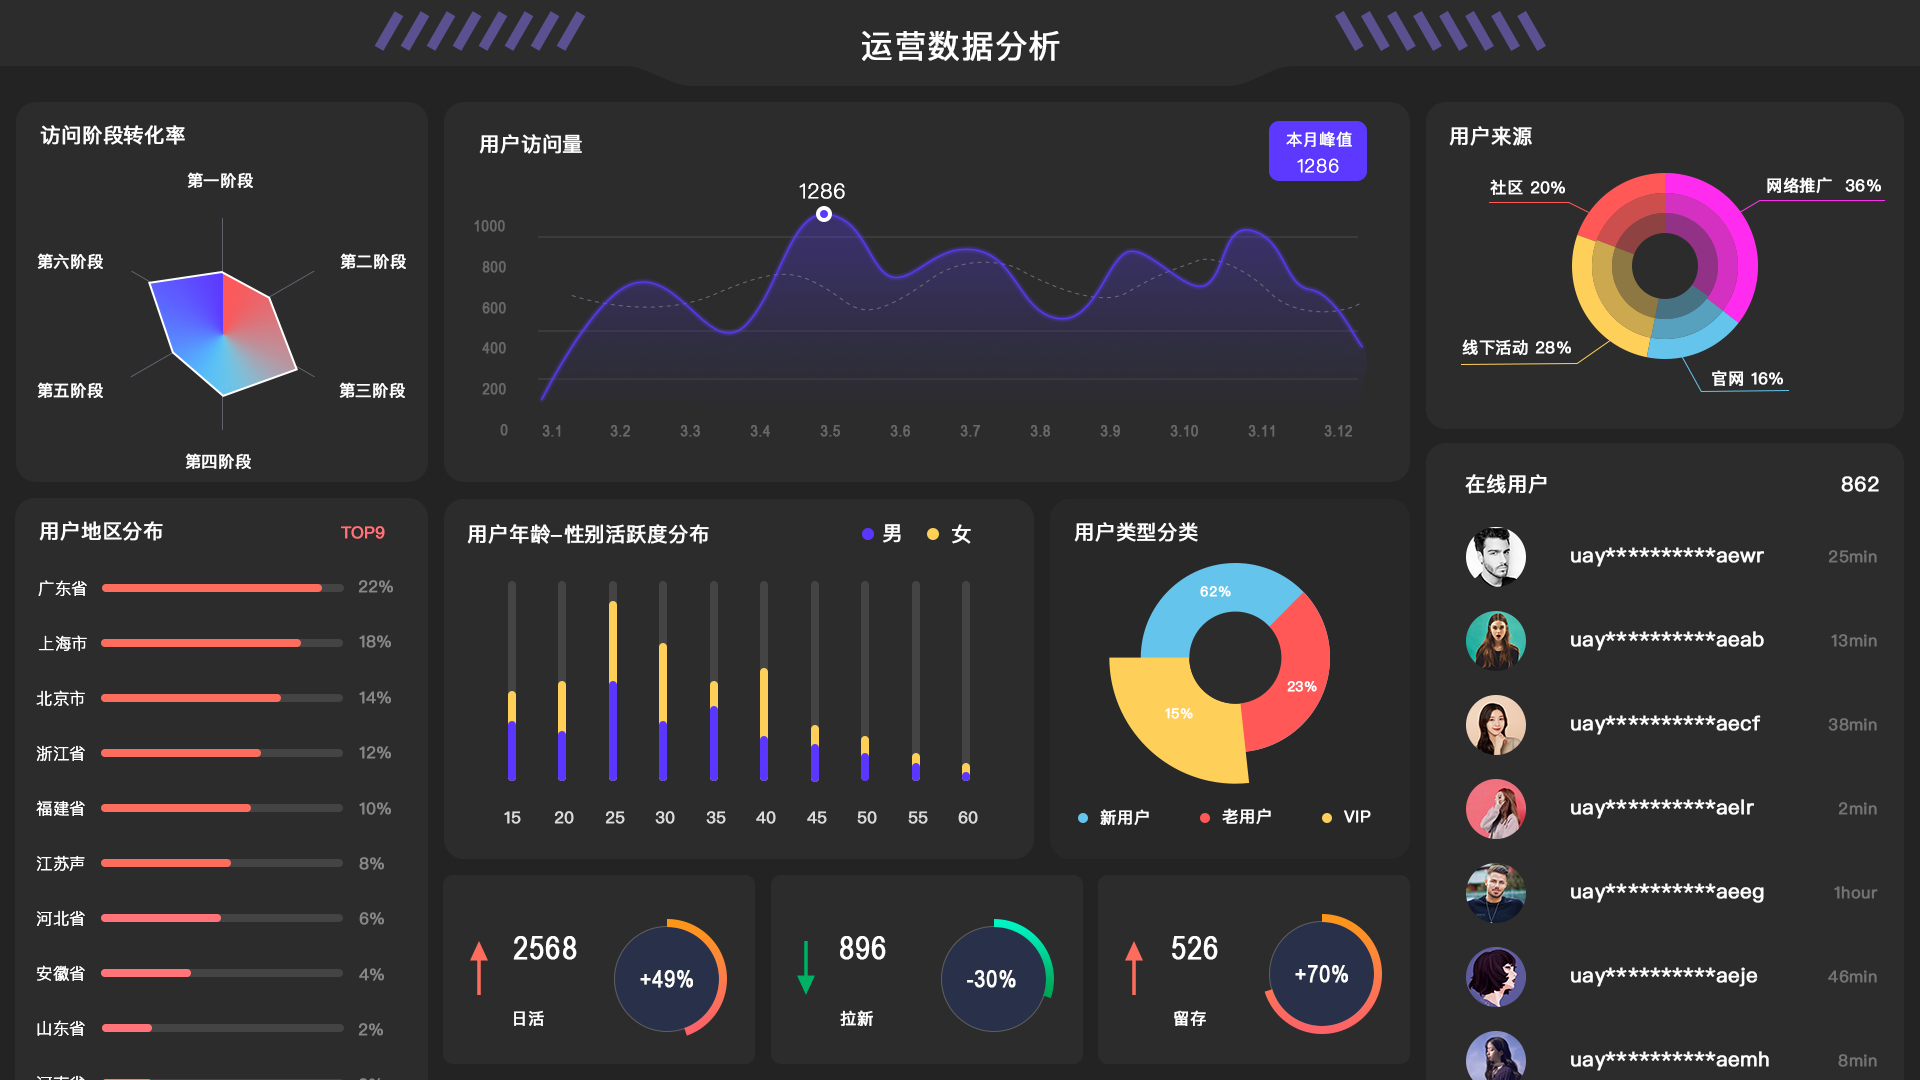 运营数据分析
访问阶段转化率
第一阶段
第二阶段
第三阶段
第四阶段
第五阶段
第六阶段
用户访问量
本月峰值
1286
1286
1000
800
600
400
200
0
3.1 3.2 3.3 3.4 3.5 3.6 3.7 3.8 3.9 3.10 3.11 3.12
用户来源
社区 20%
网络推广 36%
线下活动 28%
官网 16%
用户地区分布 TOP9
广东省 22%
上海市 18%
北京市 14%
浙江省 12%
福建省 10%
江苏声 8%
河北省 6%
安徽省 4%
山东省 2%
用户年龄-性别活跃度分布
男 女
15 20 25 30 35 40 45 50 55 60
用户类型分类
62%
23%
15%
新用户 老用户 VIP
2568
日活
+49%
896
拉新
-30%
526
留存
+70%
在线用户 862
uay**********aewr 25min
uay**********aeab 13min
uay**********aecf 38min
uay**********aelr 2min
uay**********aeeg 1hour
uay**********aeje 46min
uay**********aemh 8min